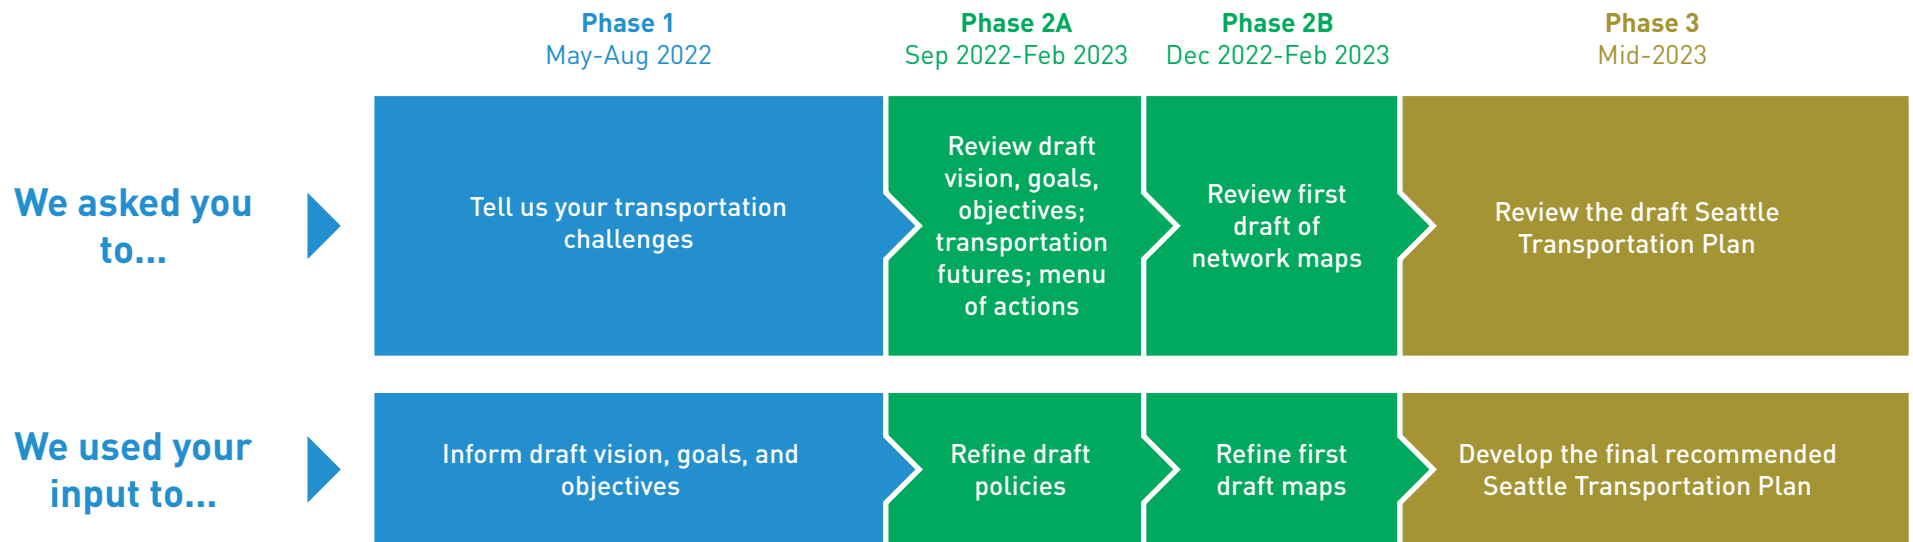 Phase 1
May-Aug 2022
Phase 2A
Sep 2022-Feb 2023
Phase 2B
Dec 2022-Feb 2023
Phase 3
Mid-2023
We asked you
to...
Tell us your transportation
challenges
Review draft
vision, goals,
objectives;
transportation
futures; menu
of actions
Review first
draft of
network maps
Review the draft Seattle
Transportation Plan
We used your
input to...
Inform draft vision, goals, and
objectives
Refine draft
policies
Refine first
draft maps
Develop the final recommended
Seattle Transportation Plan